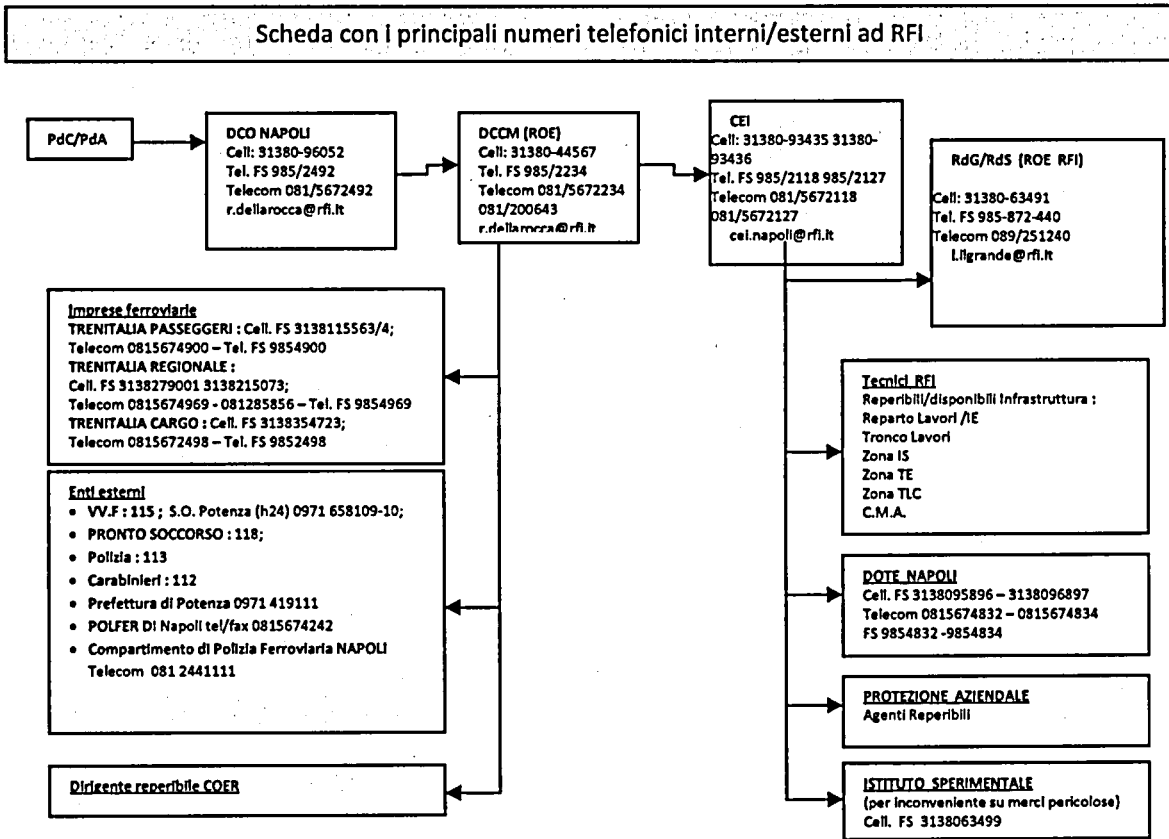 Scheda con i principali numeri telefonici interni/esterni ad RFI
PdC/PdA
DCO NAPOLI
Cell: 31380-96052
Tel. FS 985/2492
Telecom 081/5672492
r.dellarocca@rfi.it
DCCM (ROE)
Cell: 31380-44567
Tel. FS 985/2234
Telecom 081/5672234
081/200643
r.dellarocca@rfi.it
CEI
Cell: 31380-93435 31380-
93436
Tel. FS 985/2118 985/2127
Telecom 081/5672118
081/5672127
cei.napoli@rfi.it
RdG/RdS (ROE RFI)
Cell: 31380-63491
Tel. FS 985-872-440
Telecom 089/251240
l.ilgrande@rfi.it
Imprese ferroviarie
TRENITALIA PASSEGGERI : Cell. FS 3138115563/4;
Telecom 0815674900 – Tel. FS 9854900
TRENITALIA REGIONALE :
Cell. FS 3138279001 3138215073;
Telecom 0815674969 - 081285856 – Tel. FS 9854969
TRENITALIA CARGO : Cell. FS 3138354723;
Telecom 0815672498 – Tel. FS 9852498
Enti esterni
• VV.F : 115 ; S.O. Potenza (h24) 0971 658109-10;
• PRONTO SOCCORSO : 118;
• Polizia : 113
• Carabinieri : 112
• Prefettura di Potenza 0971 419111
• POLFER Di Napoli tel/fax 0815674242
• Compartimento di Polizia Ferroviaria NAPOLI
Telecom 081 2441111
Dirigente reperibile COER
Tecnici RFI
Reperibili/disponibili Infrastruttura :
Reparto Lavori /IE
Tronco Lavori
Zona IS
Zona TE
Zona TLC
C.M.A.
DOTE NAPOLI
Cell. FS 3138095896 – 3138096897
Telecom 0815674832 – 0815674834
FS 9854832 -9854834
PROTEZIONE AZIENDALE
Agenti Reperibili
ISTITUTO SPERIMENTALE
(per inconveniente su merci pericolose)
Cell. FS 3138063499